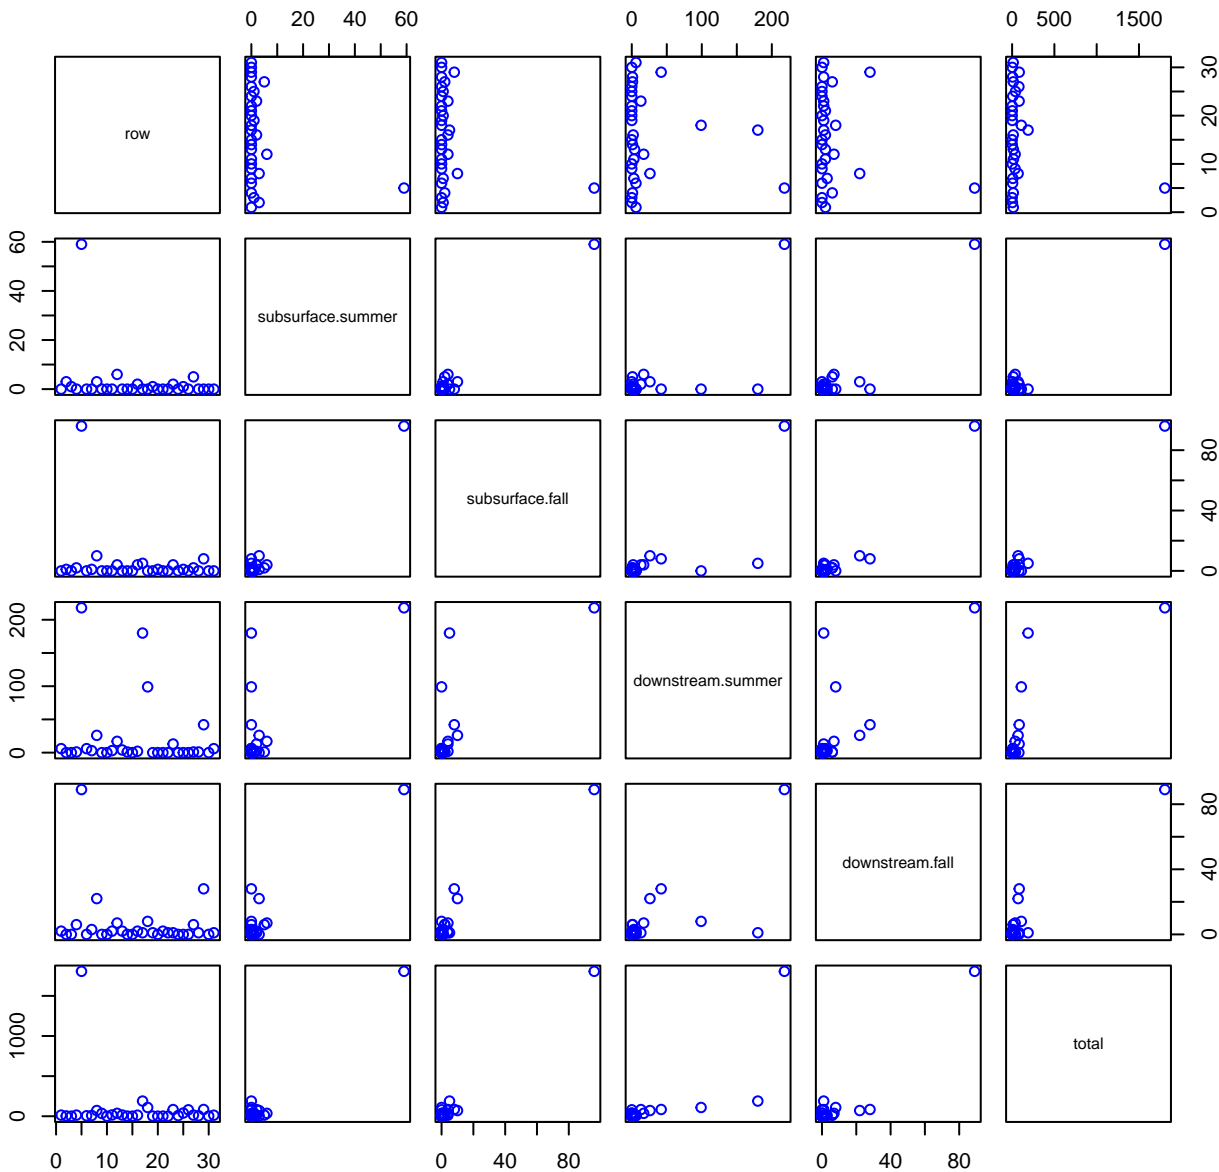 0 20 40 60 0 100 200 0 500 1500
row
0 10 20 30
0 20 40 60
subsurface.summer
subsurface.fall
0 40 80
0 100 200
downstream.summer
downstream.fall
0 40 80
0 1000
total
0 10 20 30 0 40 80 0 40 80